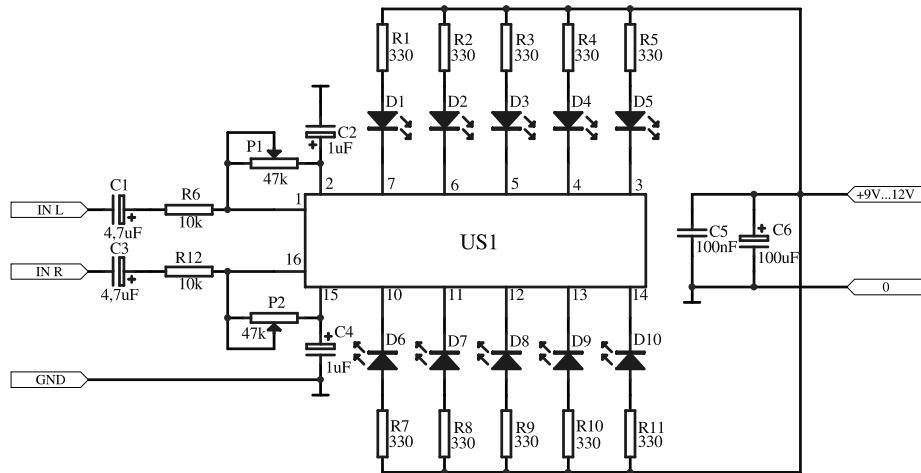 R1
330
R2
330
R3
330
R4
330
R5
330
D1
D2
D3
D4
D5
C2
1uF
P1
47k
2
7
6
5
4
3
C1
4,7uF
R6
10k
1
IN L
+9V...12V
US1
C5
100nF
C6
100uF
C3
4,7uF
R12
10k
16
IN R
0
15
10
11
12
13
14
P2
47k
C4
1uF
D6
D7
D8
D9
D10
GND
R7
330
R8
330
R9
330
R10
330
R11
330